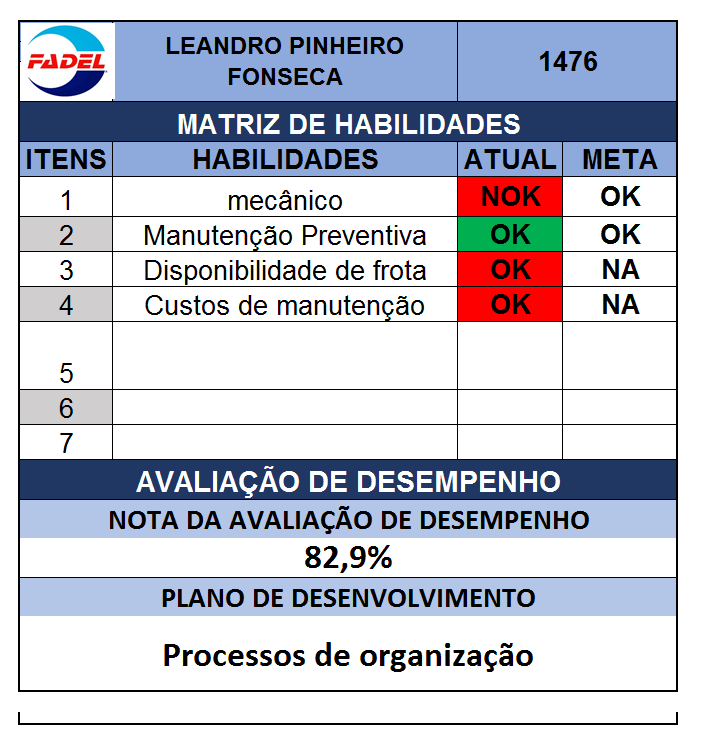 FADEL
LEANDRO PINHEIRO
FONSECA
1476
MATRIZ DE HABILIDADES
ITENS HABILIDADES ATUAL META
1 mecânico NOK OK
2 Manutenção Preventiva OK OK
3 Disponibilidade de frota OK NA
4 Custos de manutenção OK NA
5
6
7
AVALIAÇÃO DE DESEMPENHO
NOTA DA AVALIAÇÃO DE DESEMPENHO
82,9%
PLANO DE DESENVOLVIMENTO
Processos de organização